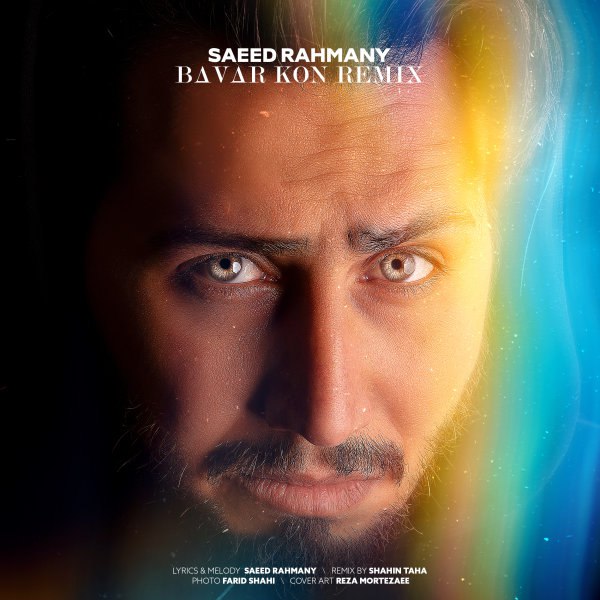 SAEED RAHMANY
BAVAR KON REMIX
LYRICS & MELODY SAEED RAHMANY \ REMIX BY SHAHIN TAHA
PHOTO FARID SHAHI \ COVER ART REZA MORTEZAEE